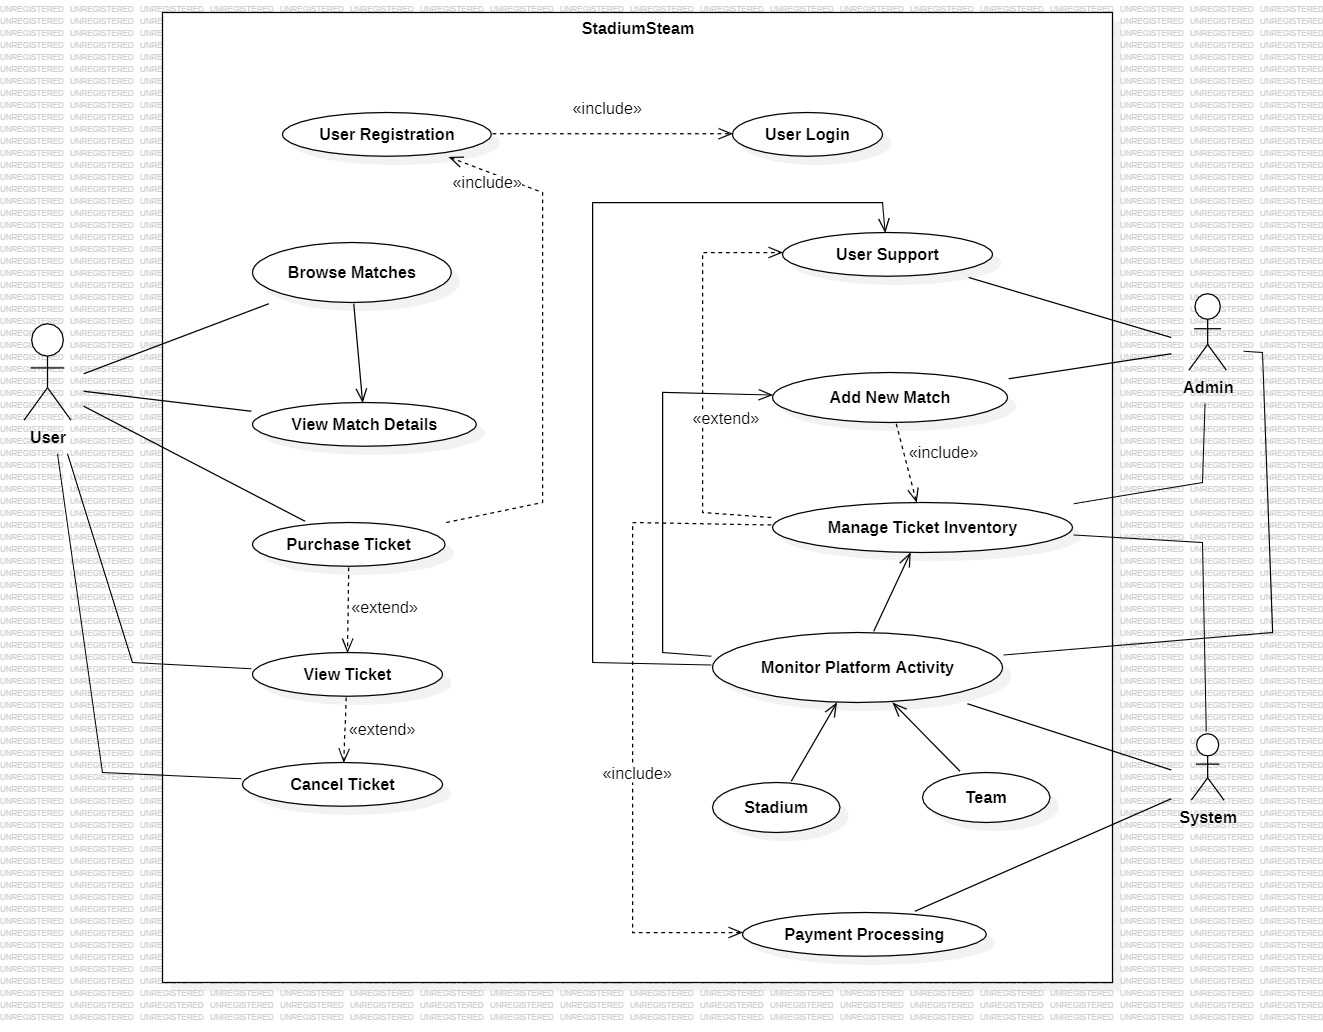 StadiumSteam
«include»
User Registration
User Login
«include»
User Support
Browse Matches
Admin
Add New Match
«extend»
View Match Details
User
«include»
Manage Ticket Inventory
Purchase Ticket
«extend»
Monitor Platform Activity
View Ticket
«extend»
«include»
Cancel Ticket
Stadium
Team
System
Payment Processing
UNREGISTERED